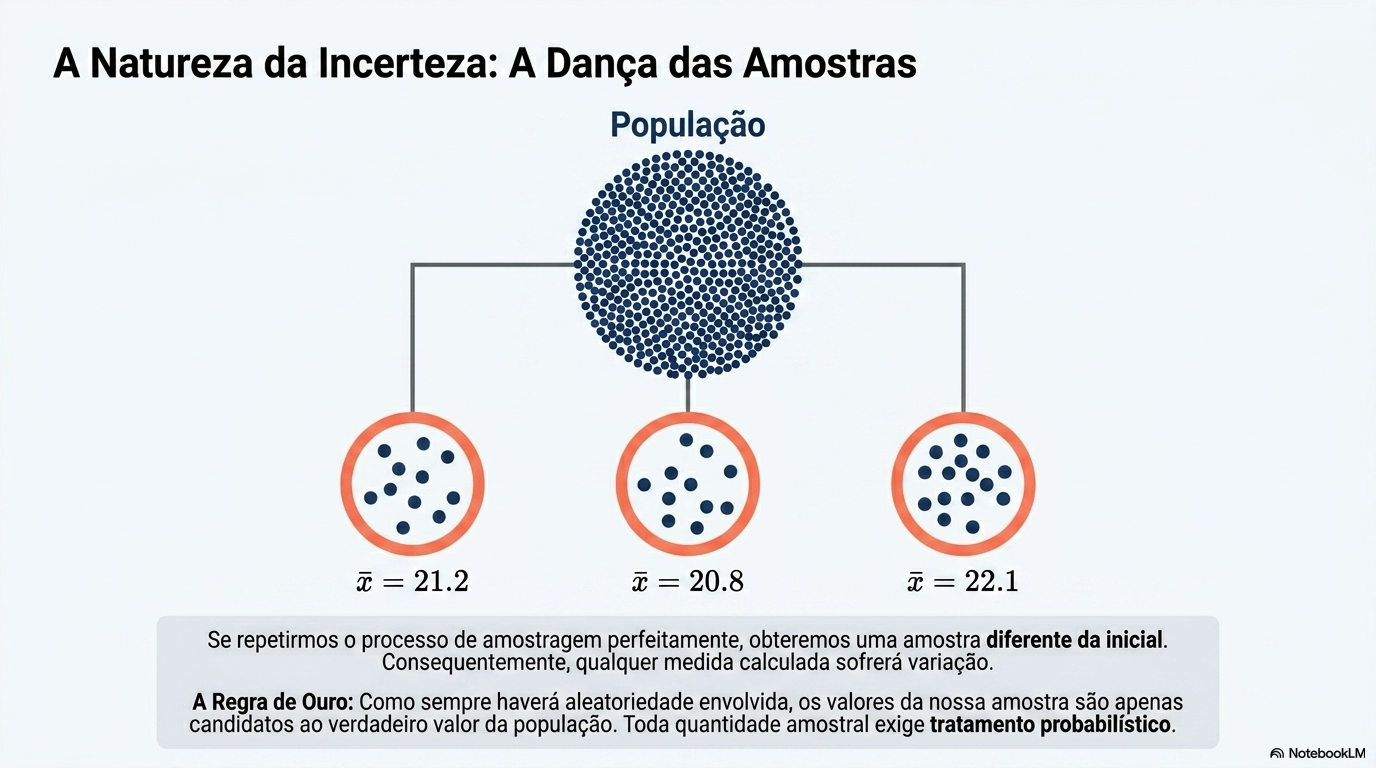 A Natureza da Incerteza: A Dança das Amostras
População
x̄ = 21.2
x̄ = 20.8
x̄ = 22.1
Se repetirmos o processo de amostragem perfeitamente, obteremos uma amostra diferente da inicial.
Consequentemente, qualquer medida calculada sofrerá variação.
A Regra de Ouro: Como sempre haverá aleatoriedade envolvida, os valores da nossa amostra são apenas
candidatos ao verdadeiro valor da população. Toda quantidade amostral exige tratamento probabilístico.
NotebookLM